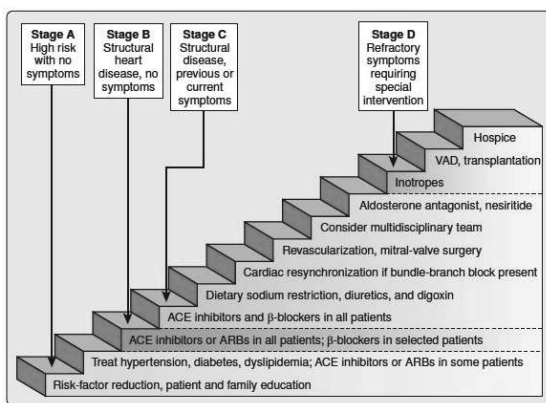 Stage A
High risk
with no
symptoms
Stage B
Structural
heart
disease, no
symptoms
Stage C
Structural
disease,
previous or
current
symptoms
Stage D
Refractory
symptoms
requiring
special
intervention
Hospice
VAD, transplantation
Inotropes
Aldosterone antagonist, nesiritide
Consider multidisciplinary team
Revascularization, mitral-valve surgery
Cardiac resynchronization if bundle-branch block present
Dietary sodium restriction, diuretics, and digoxin
ACE inhibitors and β-blockers in all patients
ACE inhibitors or ARBs in all patients; β-blockers in selected patients
Treat hypertension, diabetes, dyslipidemia; ACE inhibitors or ARBs in some patients
Risk-factor reduction, patient and family education